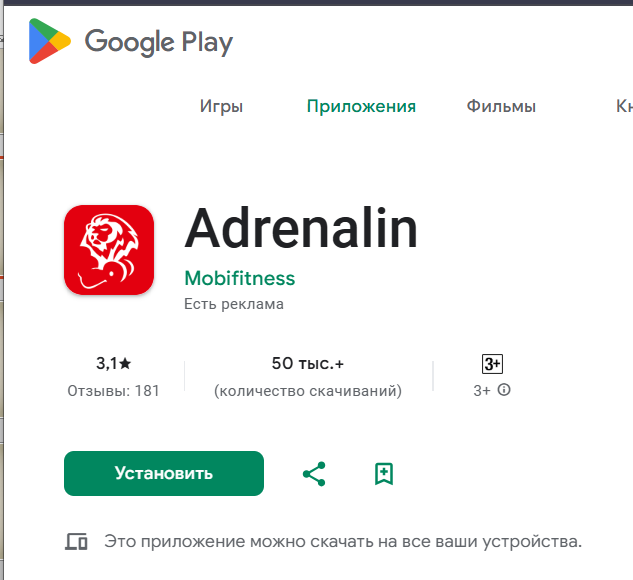 Google Play
Игры Приложения Фильмы
Adrenalin
Mobifitness
Есть реклама
3,1★ 50 тыс.+ 3+
Отзывы: 181 (количество скачиваний) 3+
Установить
Это приложение можно скачать на все ваши устройства.